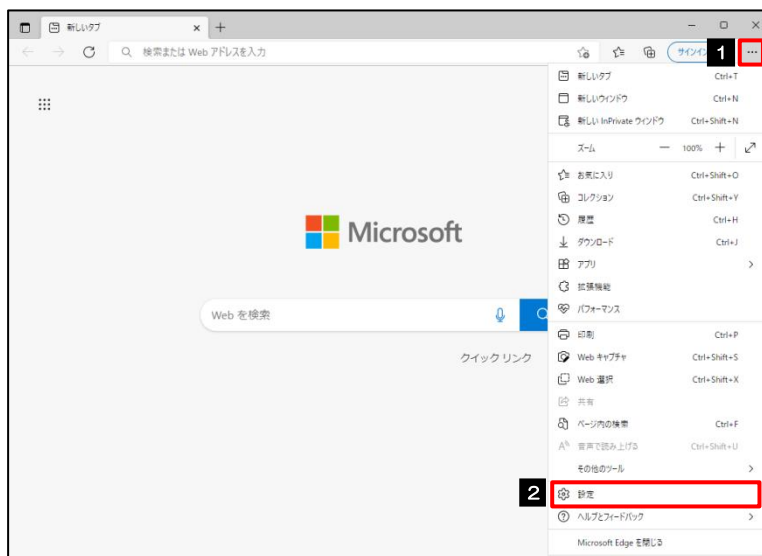 新しいタブ
検索または Web アドレスを入力
サインイン
1
新しいタブ Ctrl+T
新しいウィンドウ Ctrl+N
新しい InPrivate ウィンドウ Ctrl+Shift+N
ズーム 100%
お気に入り Ctrl+Shift+O
コレクション Ctrl+Shift+Y
履歴 Ctrl+H
ダウンロード Ctrl+J
アプリ
拡張機能
パフォーマンス
印刷 Ctrl+P
Web キャプチャ Ctrl+Shift+S
Web 選択 Ctrl+Shift+X
共有
ページ内の検索 Ctrl+F
音声で読み上げる Ctrl+Shift+U
その他のツール
2 設定
ヘルプとフィードバック
Microsoft Edge を閉じる
Microsoft
Web を検索
クイック リンク